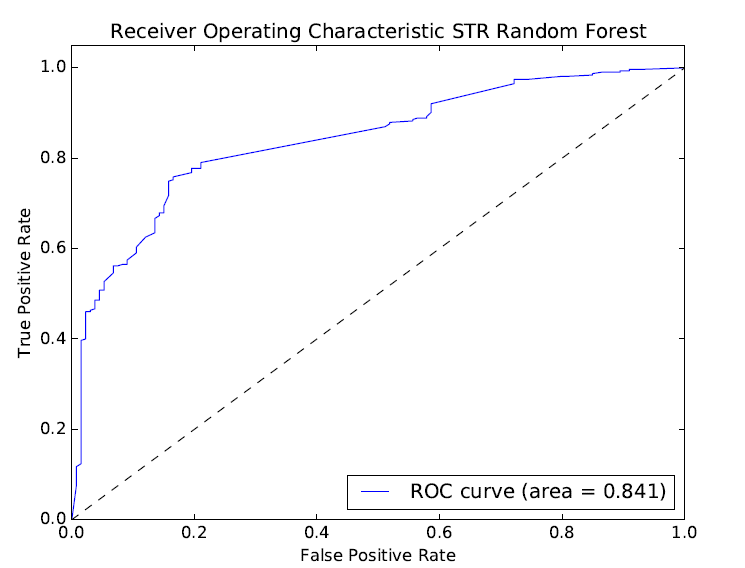 Receiver Operating Characteristic STR Random Forest
1.0
0.8
0.6
0.4
0.2
0.0
True Positive Rate
ROC curve (area = 0.841)
0.0 0.2 0.4 0.6 0.8 1.0
False Positive Rate